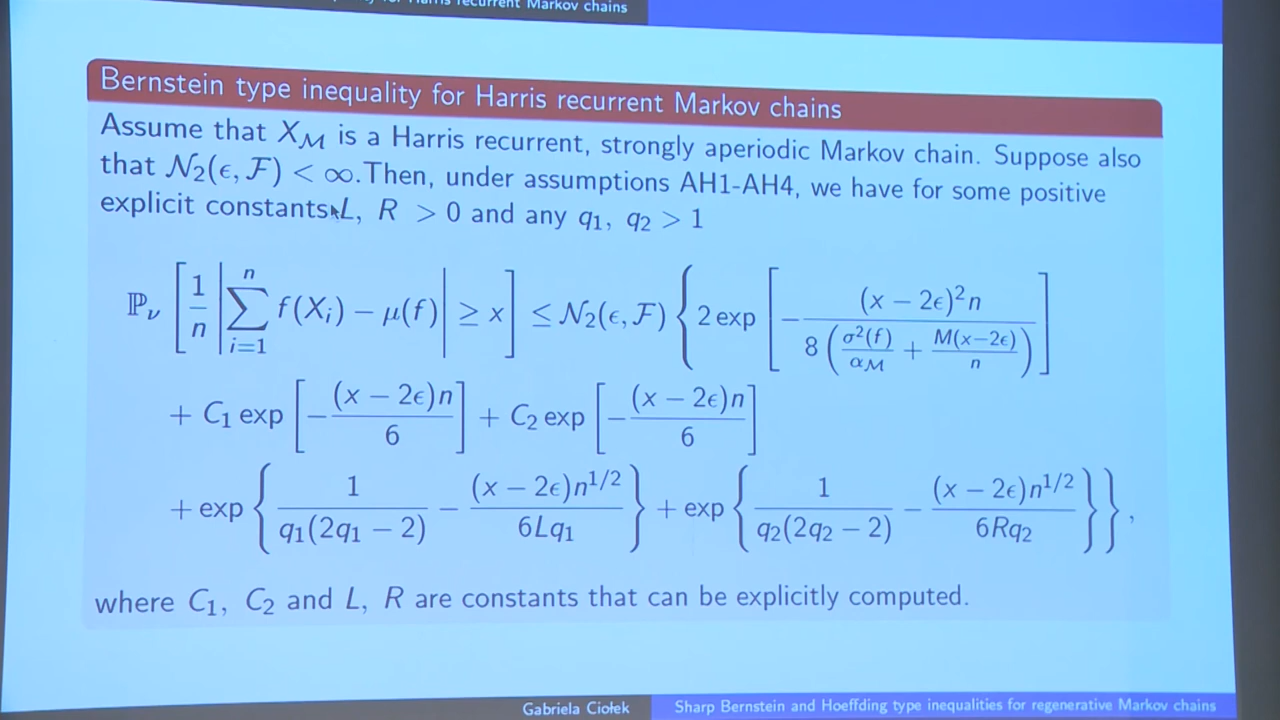 recurrent Markov chains
Bernstein type inequality for Harris recurrent Markov chains
Assume that X_M is a Harris recurrent, strongly aperiodic Markov chain. Suppose also
that N₂(ϵ, F) < ∞.Then, under assumptions AH1-AH4, we have for some positive
explicit constants L, R > 0 and any q₁, q₂ > 1
ℙ_ν [ 1/n | ∑_{i=1}^{n} f(X_i) − μ(f) | ≥ x ] ≤ N₂(ϵ, F) { 2 exp [ − (x − 2ϵ)²n / 8 ( σ²(f)/α_M + M(x−2ϵ)/n ) ]
+ C₁ exp [ − (x − 2ϵ)n / 6 ] + C₂ exp [ − (x − 2ϵ)n / 6 ]
+ exp { 1 / q₁(2q₁ − 2) − (x − 2ϵ)n^{1/2} / 6Lq₁ } + exp { 1 / q₂(2q₂ − 2) − (x − 2ϵ)n^{1/2} / 6Rq₂ } } ,
where C₁, C₂ and L, R are constants that can be explicitly computed.
Gabriela Ciołek Sharp Bernstein and Hoeffding type inequalities for regenerative Markov chains